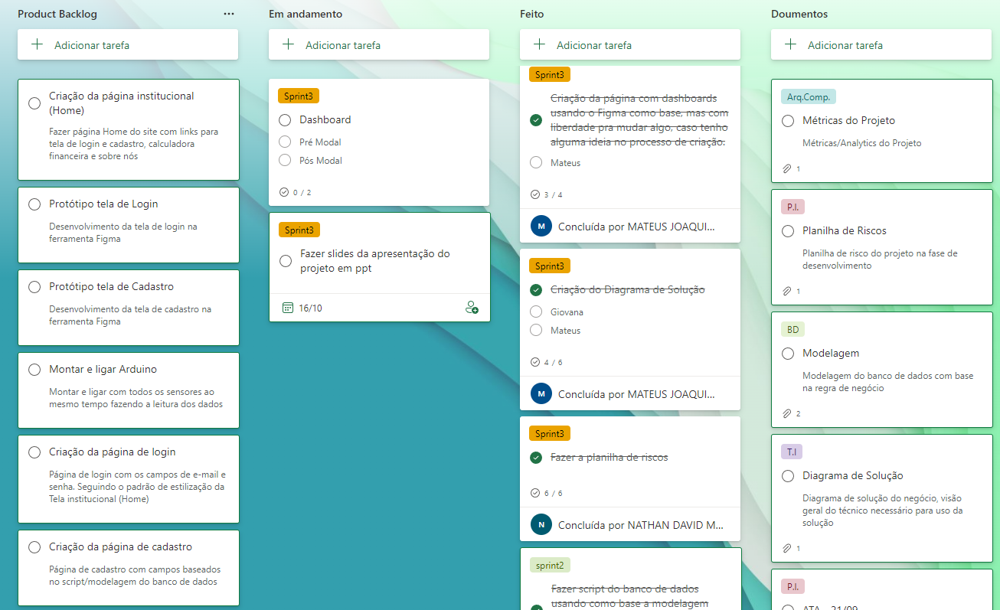 Product Backlog
Adicionar tarefa
Criação da página institucional
(Home)
Fazer página Home do site com links para
tela de login e cadastro, calculadora
financeira e sobre nós
Protótipo tela de Login
Desenvolvimento da tela de login na
ferramenta Figma
Protótipo tela de Cadastro
Desenvolvimento da tela de cadastro na
ferramenta Figma
Montar e ligar Arduino
Montar e ligar com todos os sensores ao
mesmo tempo fazendo a leitura dos dados
Criação da página de login
Página de login com os campos de e-mail e
senha. Seguindo o padrão de estilização da
Tela institucional (Home)
Criação da página de cadastro
Página de cadastro com campos baseados
no script/modelagem do banco de dados
Em andamento
Adicionar tarefa
Sprint3
Dashboard
Pré Modal
Pós Modal
0 / 2
Sprint3
Fazer slides da apresentação do
projeto em ppt
16/10
Feito
Adicionar tarefa
Sprint3
Criação da página com dashboards
usando o Figma como base, mas com
liberdade pra mudar algo, caso tenho
alguma ideia no processo de criação.
Mateus
3 / 4
M
Concluída por MATEUS JOAQUI...
Sprint3
Criação do Diagrama de Solução
Giovana
Mateus
4 / 6
M
Concluída por MATEUS JOAQUI...
Sprint3
Fazer a planilha de riscos
6 / 6
N
Concluída por NATHAN DAVID M...
sprint2
Fazer script do banco de dados
usando como base a modelagem
Doumentos
Adicionar tarefa
Arq.Comp.
Métricas do Projeto
Métricas/Analytics do Projeto
1
P.I.
Planilha de Riscos
Planilha de risco do projeto na fase de
desenvolvimento
1
BD
Modelagem
Modelagem do banco de dados com base
na regra de negócio
2
T.I
Diagrama de Solução
Diagrama de solução do negócio, visão
geral do técnico necessário para uso da
solução
1
P.I.
ATA - 21/09